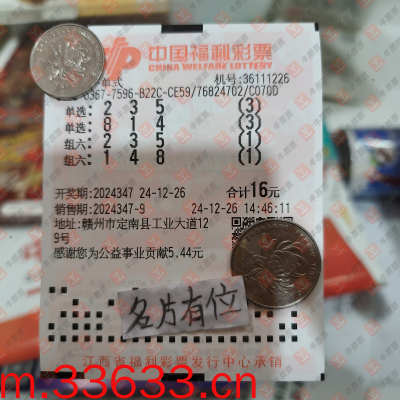 中国福利彩票
CHINA WELFARE LOTTERY
单式 机号:36111226
6367-7596-B22C-CE59/76824702/C070D
单选: 2 3 5 (3)
单选: 8 1 4 (3)
组六: 2 3 5 (1)
组六: 1 4 8 (1)
开奖期:2024347 24-12-26 合计16元
销售期:2024347-9 24-12-26 14:46:11
地址:赣州市定南县工业大道12
9号
感谢您为公益事业贡献5.44元
名片有位
江西省福利彩票发行中心承销
m.33633.cn